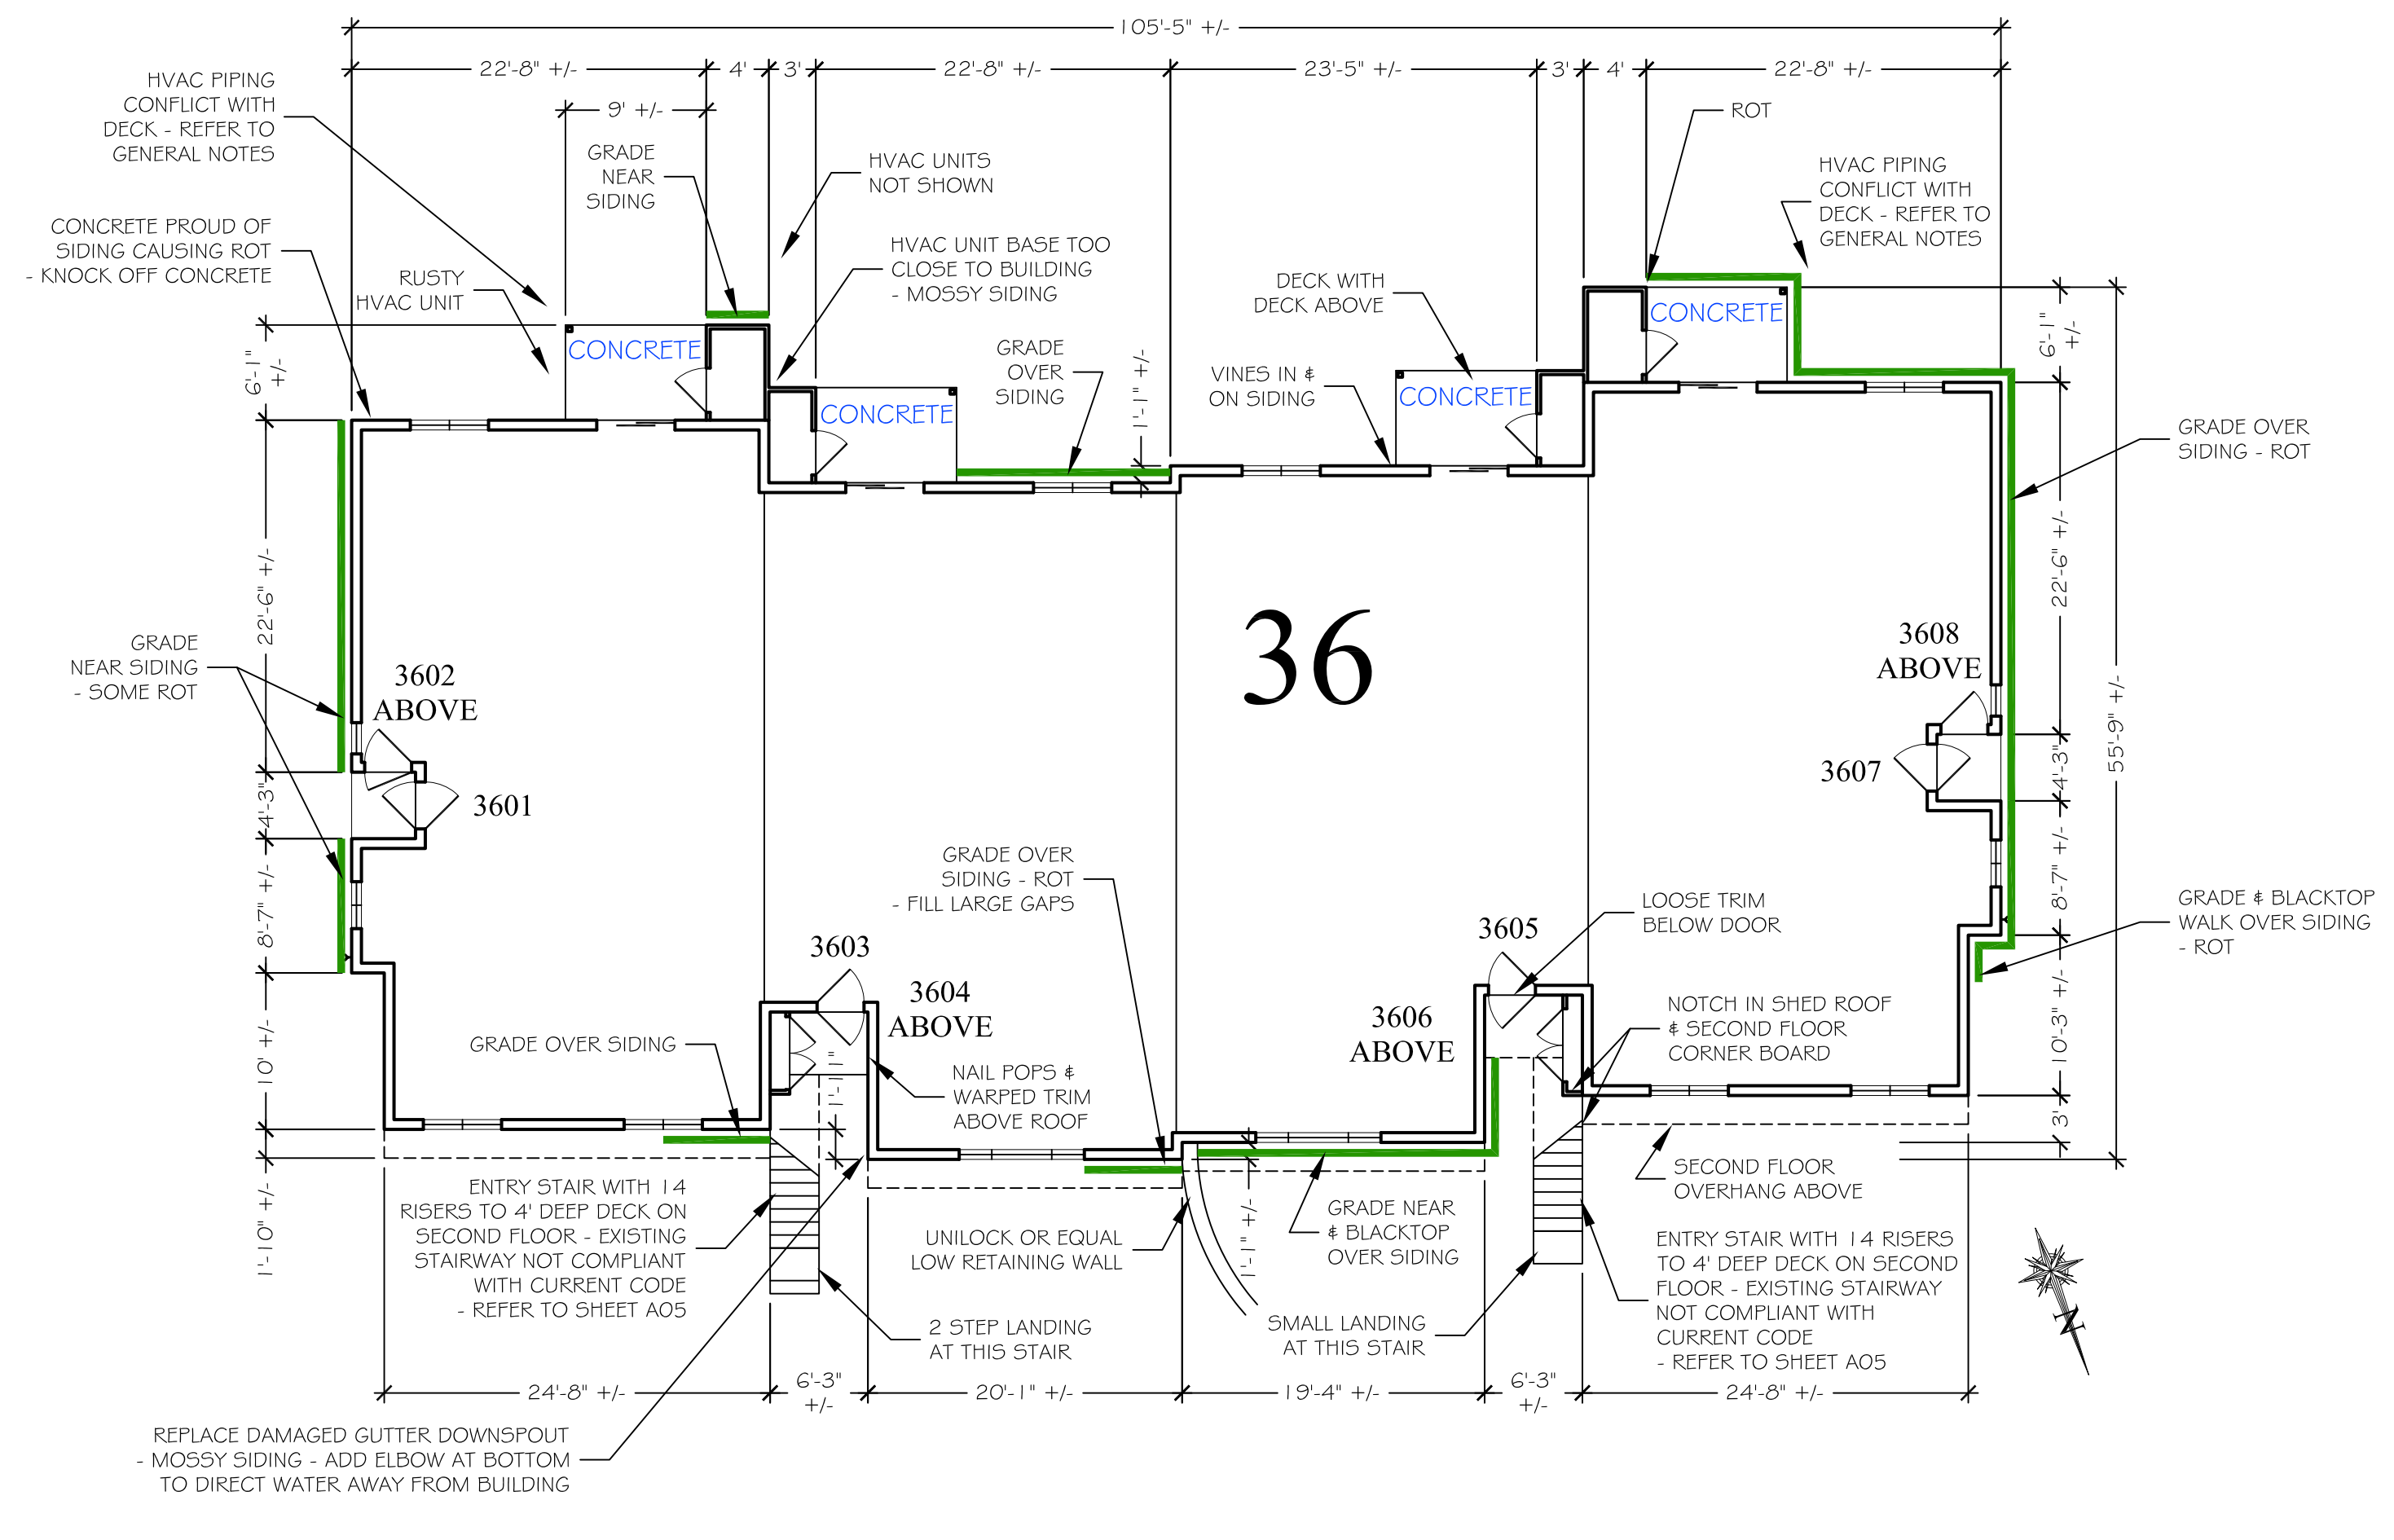 105'-5" +/-
22'-8" +/-
4'
3'
22'-8" +/-
23'-5" +/-
3'
4'
22'-8" +/-
9' +/-
HVAC PIPING
CONFLICT WITH
DECK - REFER TO
GENERAL NOTES
GRADE
NEAR
SIDING
HVAC UNITS
NOT SHOWN
ROT
HVAC PIPING
CONFLICT WITH
DECK - REFER TO
GENERAL NOTES
CONCRETE PROUD OF
SIDING CAUSING ROT
- KNOCK OFF CONCRETE
RUSTY
HVAC UNIT
HVAC UNIT BASE TOO
CLOSE TO BUILDING
- MOSSY SIDING
DECK WITH
DECK ABOVE
CONCRETE
CONCRETE
CONCRETE
CONCRETE
GRADE
OVER
SIDING
VINES IN &
ON SIDING
1'-1" +/-
6'-1"
+/-
6'-1"
+/-
GRADE OVER
SIDING - ROT
22'-6" +/-
22'-6" +/-
55'-9" +/-
36
GRADE
NEAR SIDING
- SOME ROT
3602
ABOVE
3608
ABOVE
3601
3607
4'-3"
4'-3"
8'-7" +/-
8'-7" +/-
GRADE OVER
SIDING - ROT
- FILL LARGE GAPS
LOOSE TRIM
BELOW DOOR
GRADE & BLACKTOP
WALK OVER SIDING
- ROT
3603
3605
3604
ABOVE
3606
ABOVE
NOTCH IN SHED ROOF
& SECOND FLOOR
CORNER BOARD
10' +/-
10'-3" +/-
GRADE OVER SIDING
NAIL POPS &
WARPED TRIM
ABOVE ROOF
1'-11"
3'
1'-10" +/-
SECOND FLOOR
OVERHANG ABOVE
ENTRY STAIR WITH 14
RISERS TO 4' DEEP DECK ON
SECOND FLOOR - EXISTING
STAIRWAY NOT COMPLIANT
WITH CURRENT CODE
- REFER TO SHEET A05
UNILOCK OR EQUAL
LOW RETAINING WALL
1'-1" +/-
GRADE NEAR
& BLACKTOP
OVER SIDING
ENTRY STAIR WITH 14 RISERS
TO 4' DEEP DECK ON SECOND
FLOOR - EXISTING STAIRWAY
NOT COMPLIANT WITH
CURRENT CODE
- REFER TO SHEET A05
2 STEP LANDING
AT THIS STAIR
SMALL LANDING
AT THIS STAIR
N
24'-8" +/-
6'-3"
+/-
20'-1" +/-
19'-4" +/-
6'-3"
+/-
24'-8" +/-
REPLACE DAMAGED GUTTER DOWNSPOUT
- MOSSY SIDING - ADD ELBOW AT BOTTOM
TO DIRECT WATER AWAY FROM BUILDING